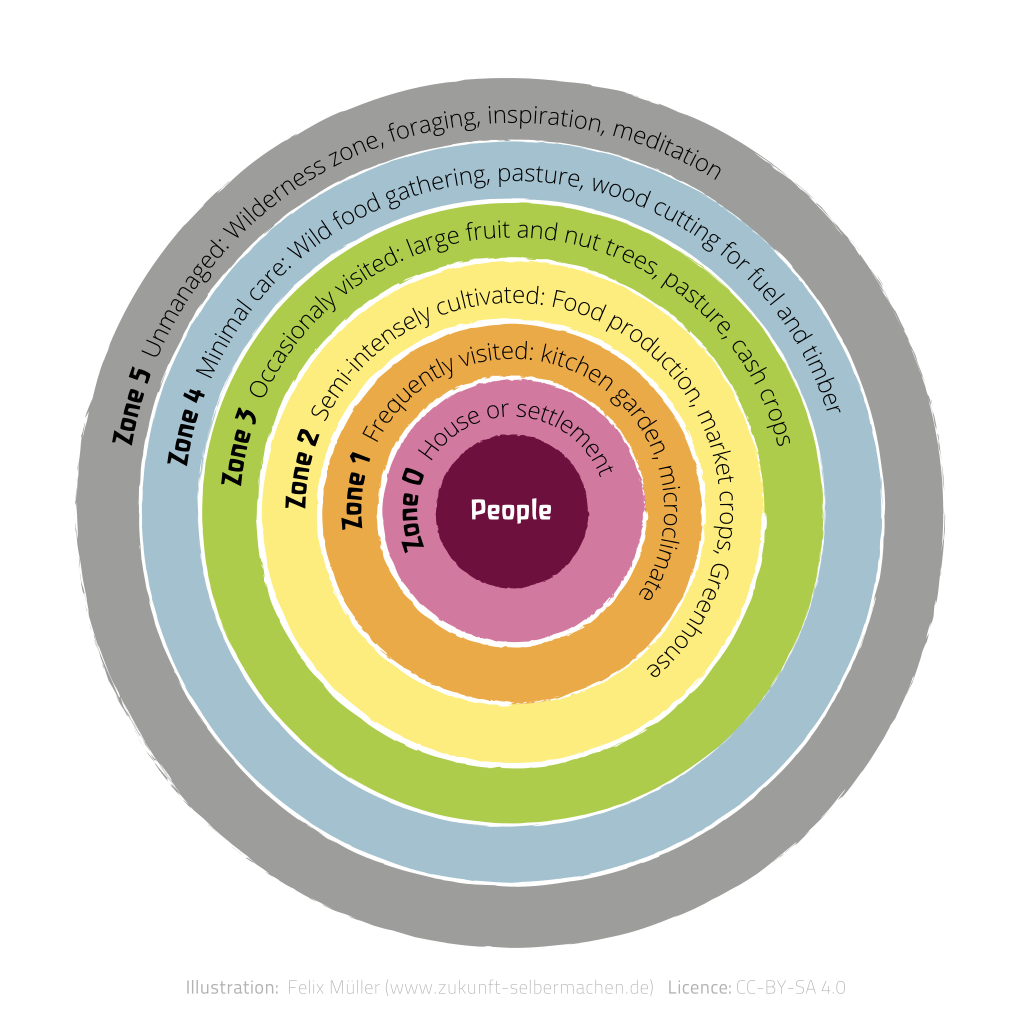 Zone 5 Unmanaged: Wilderness zone, foraging, inspiration, meditation
Zone 4 Minimal care: Wild food gathering, pasture, wood cutting for fuel and timber
Zone 3 Occasionaly visited: large fruit and nut trees, pasture, cash crops
Zone 2 Semi-intensely cultivated: Food production, market crops, Greenhouse
Zone 1 Frequently visited: kitchen garden, microclimate
Zone 0 House or settlement
People
Illustration: Felix Müller (www.zukunft-selbermachen.de) Licence: CC-BY-SA 4.0